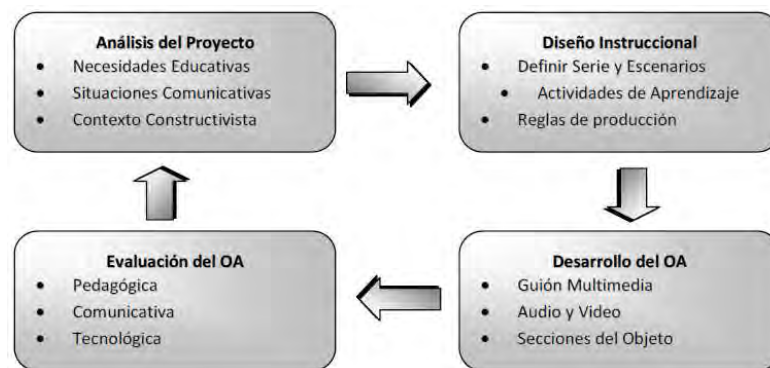 Análisis del Proyecto
• Necesidades Educativas
• Situaciones Comunicativas
• Contexto Constructivista
Diseño Instruccional
• Definir Serie y Escenarios
• Actividades de Aprendizaje
• Reglas de producción
Evaluación del OA
• Pedagógica
• Comunicativa
• Tecnológica
Desarrollo del OA
• Guión Multimedia
• Audio y Video
• Secciones del Objeto